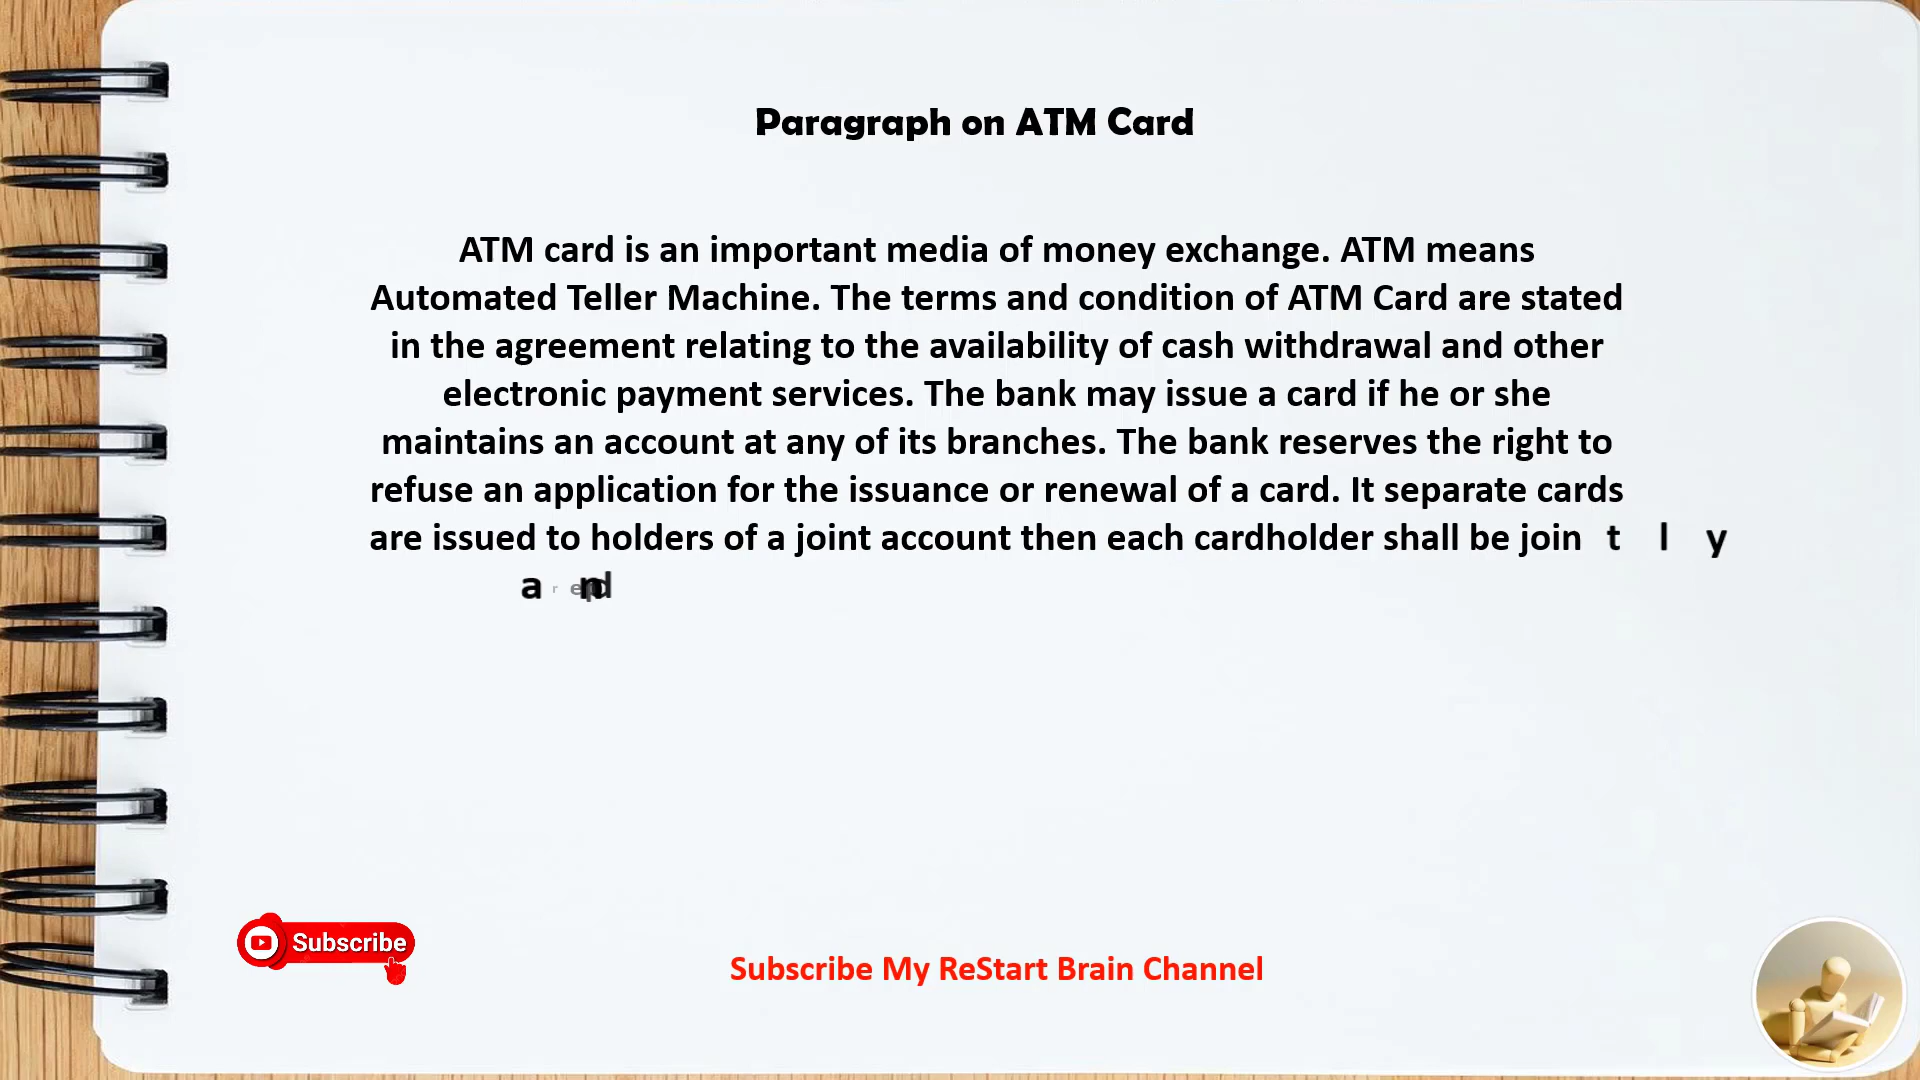 Paragraph on ATM Card
ATM card is an important media of money exchange. ATM means
Automated Teller Machine. The terms and condition of ATM Card are stated
in the agreement relating to the availability of cash withdrawal and other
electronic payment services. The bank may issue a card if he or she
maintains an account at any of its branches. The bank reserves the right to
refuse an application for the issuance or renewal of a card. It separate cards
are issued to holders of a joint account then each cardholder shall be jointly
and
Subscribe
Subscribe My ReStart Brain Channel